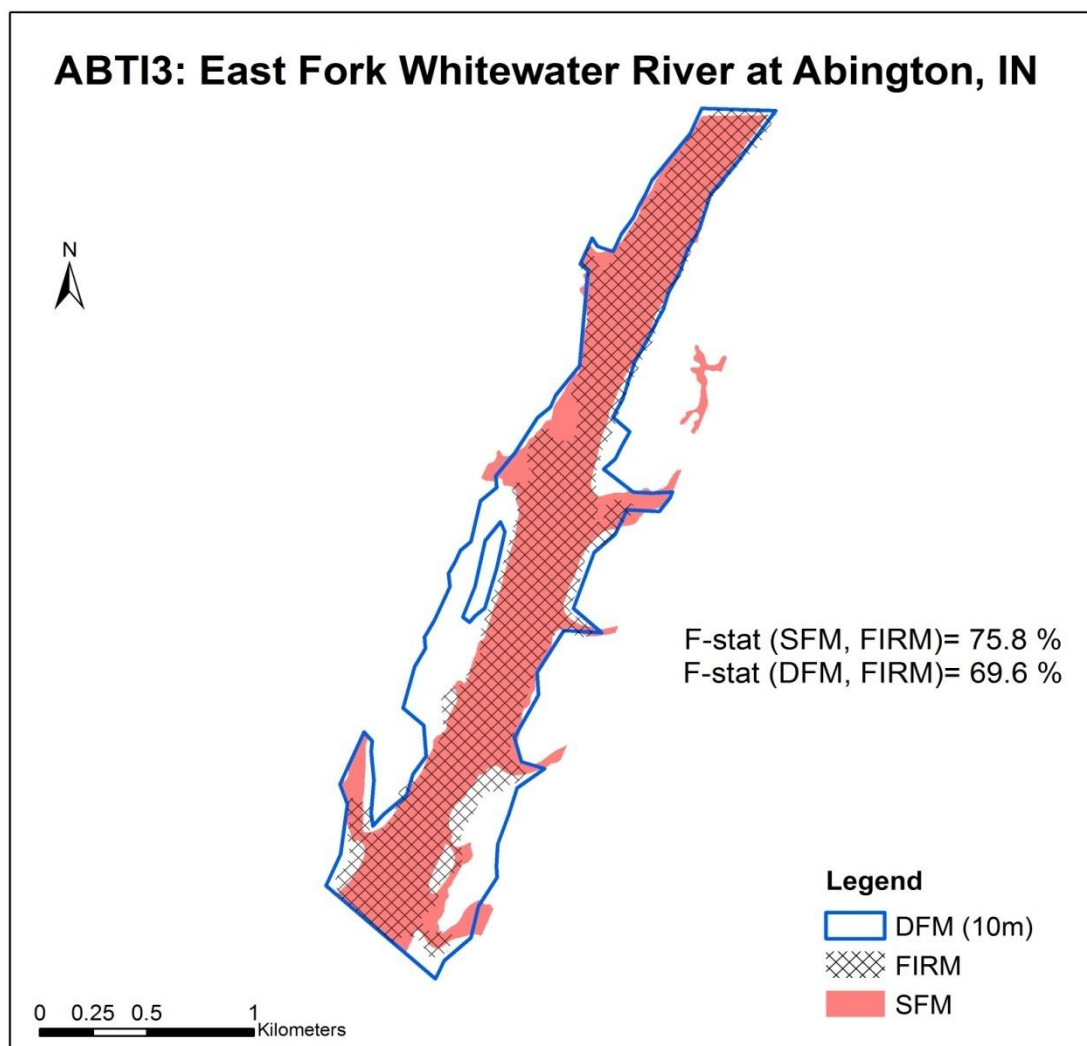 ABTI3: East Fork Whitewater River at Abington, IN
N
F-stat (SFM, FIRM)= 75.8 %
F-stat (DFM, FIRM)= 69.6 %
Legend
DFM (10m)
FIRM
SFM
0 0.25 0.5 1
Kilometers